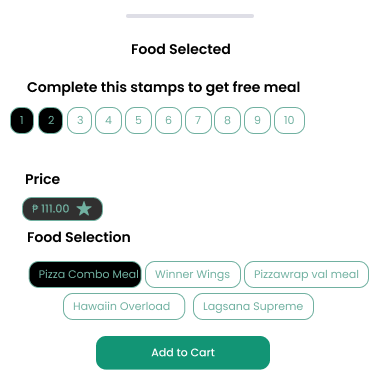 Food Selected
Complete this stamps to get free meal
1 2 3 4 5 6 7 8 9 10
Price
₱ 111.00
Food Selection
Pizza Combo Meal Winner Wings Pizzawrap val meal
Hawaiin Overload Lagsana Supreme
Add to Cart